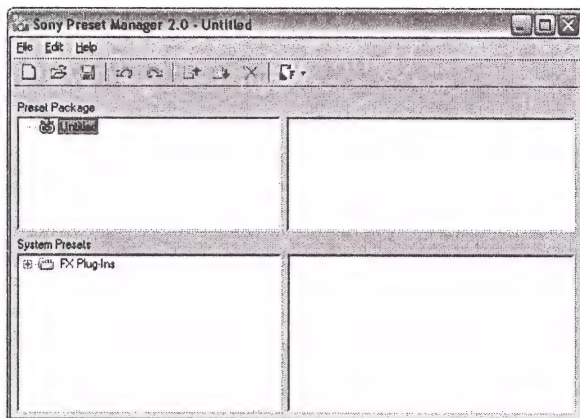 Sony Preset Manager 2.0 - Untitled
File Edit Help
Preset Package
Untitled
System Presets
FX Plug-Ins